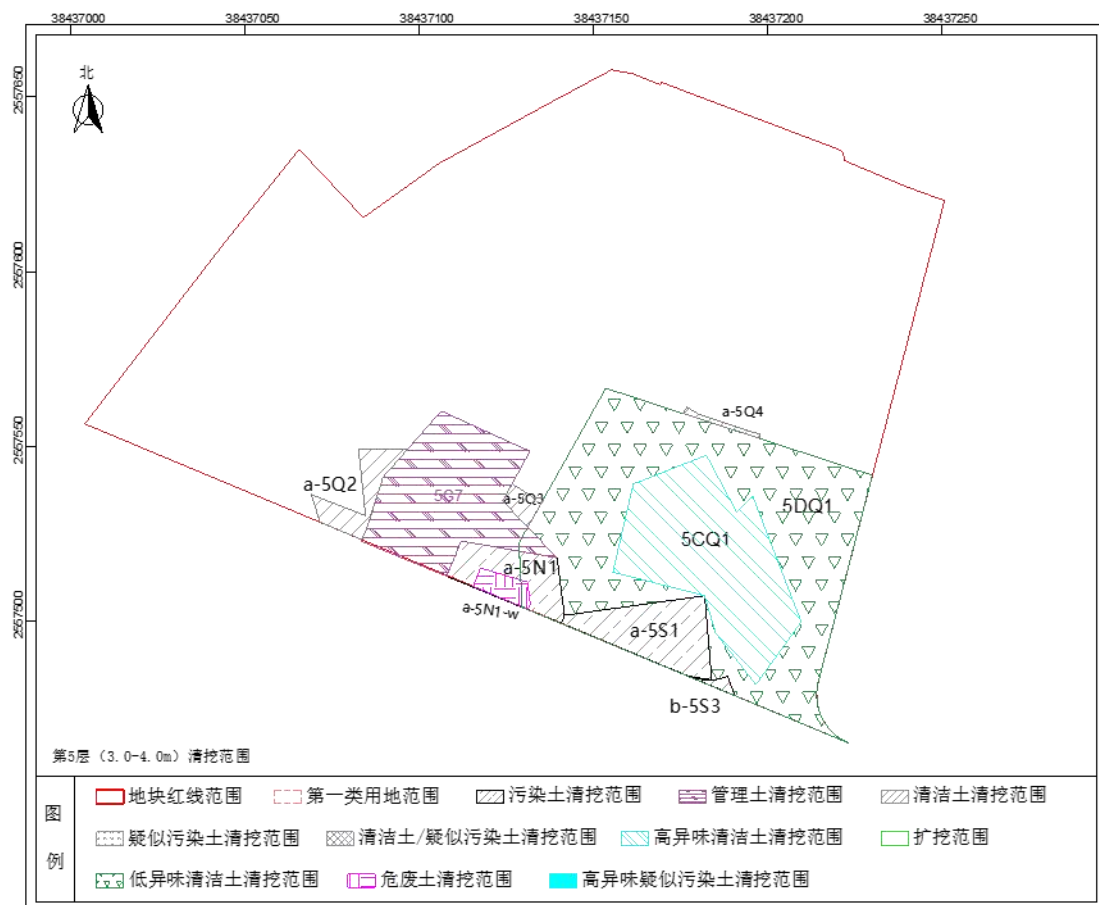 38437000 38437050 38437100 38437150 38437200 38437250
2557650
北
2557600
2557550
a-5Q4
a-5Q2
5G7
a-5Q3
5DQ1
5CQ1
a-5N1
2557500
a-5N1-w
a-5S1
b-5S3
第5层（3.0-4.0m）清挖范围
图例
地块红线范围 第一类用地范围 污染土清挖范围 管理土清挖范围 清洁土清挖范围
疑似污染土清挖范围 清洁土/疑似污染土清挖范围 高异味清洁土清挖范围 扩挖范围
低异味清洁土清挖范围 危废土清挖范围 高异味疑似污染土清挖范围